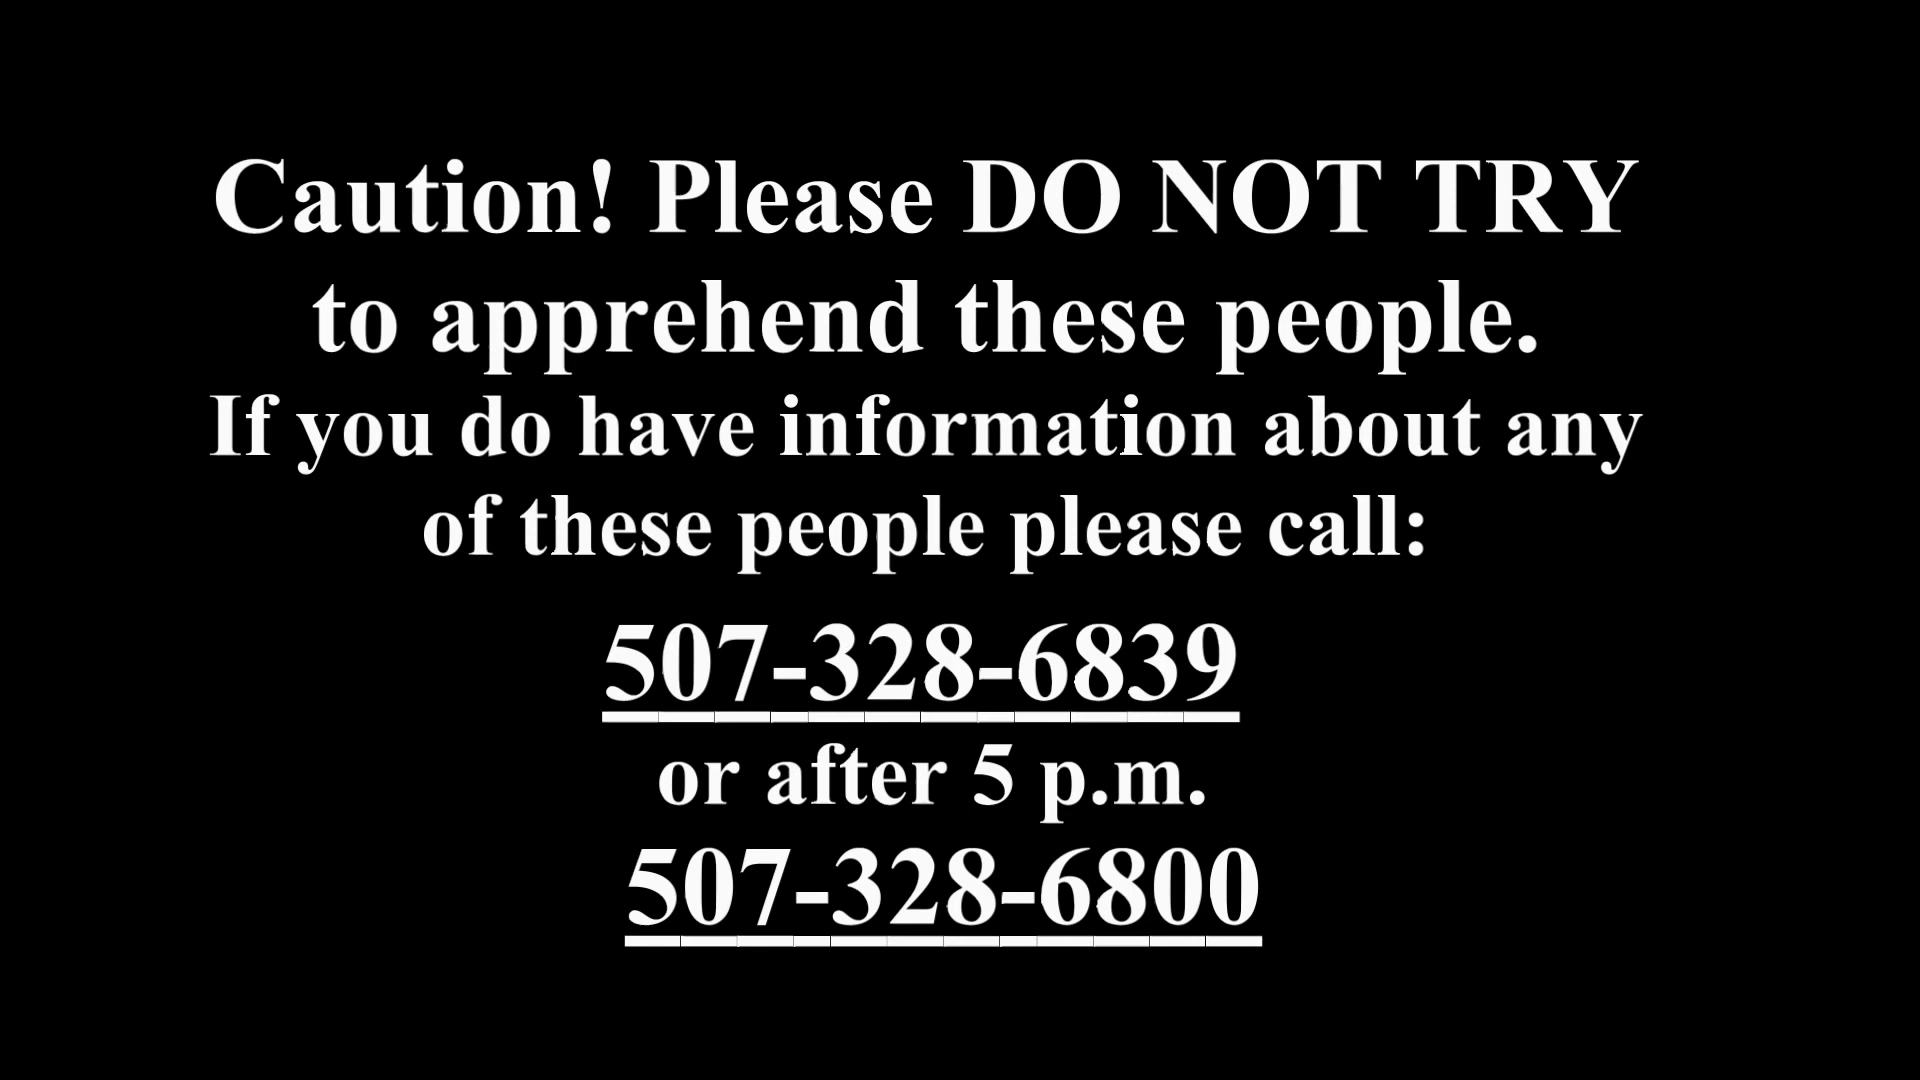 Caution! Please DO NOT TRY
to apprehend these people.
If you do have information about any
of these people please call:
507-328-6839
or after 5 p.m.
507-328-6800